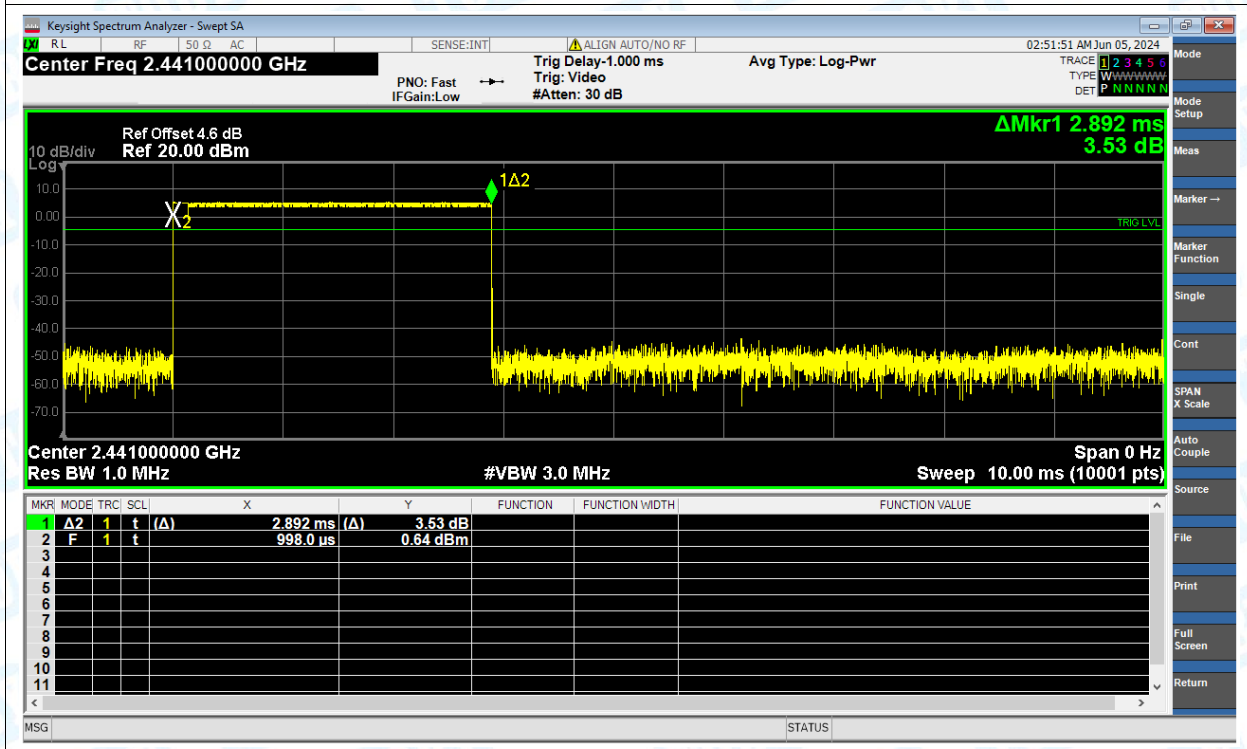 Keysight Spectrum Analyzer - Swept SA
LXI RL RF 50 Ω AC SENSE:INT ALIGN AUTO/NO RF 02:51:51 AM Jun 05, 2024
Center Freq 2.441000000 GHz
PNO: Fast
IFGain:Low
Trig Delay-1.000 ms
Trig: Video
#Atten: 30 dB
Avg Type: Log-Pwr
TRACE 1 2 3 4 5 6
TYPE WWWWWW
DET P N N N N N
Ref Offset 4.6 dB
10 dB/div Ref 20.00 dBm
Log
ΔMkr1 2.892 ms
3.53 dB
1Δ2
10.0
0.00
X2
TRIG LVL
-10.0
-20.0
-30.0
-40.0
-50.0
-60.0
-70.0
Center 2.441000000 GHz Span 0 Hz
Res BW 1.0 MHz #VBW 3.0 MHz Sweep 10.00 ms (10001 pts)
MKR MODE TRC SCL X Y FUNCTION FUNCTION WIDTH FUNCTION VALUE
1 Δ2 1 t (Δ) 2.892 ms (Δ) 3.53 dB
2 F 1 t 998.0 µs 0.64 dBm
3
4
5
6
7
8
9
10
11
MSG STATUS
Mode
Mode
Setup
Meas
Marker →
Marker
Function
Single
Cont
SPAN
X Scale
Auto
Couple
Source
File
Print
Full
Screen
Return